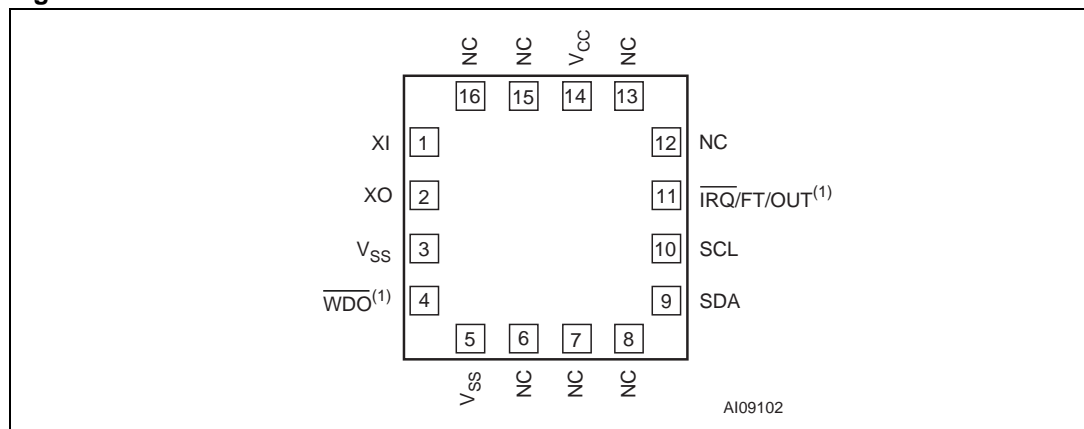 NC NC VCC NC
16 15 14 13
XI 1 12 NC
XO 2 11 IRQ/FT/OUT(1)
VSS 3 10 SCL
WDO(1) 4 9 SDA
5 6 7 8
VSS NC NC NC
AI09102